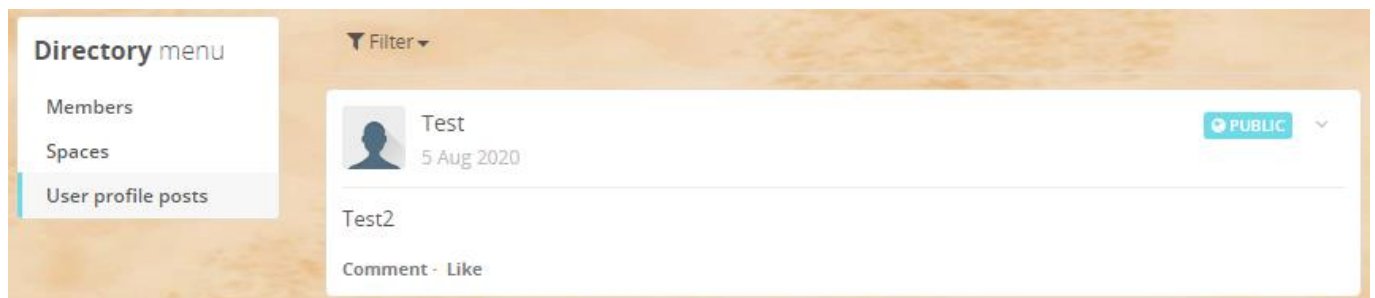 Directory menu
Members
Spaces
User profile posts
Filter
Test
PUBLIC
5 Aug 2020
Test2
Comment · Like